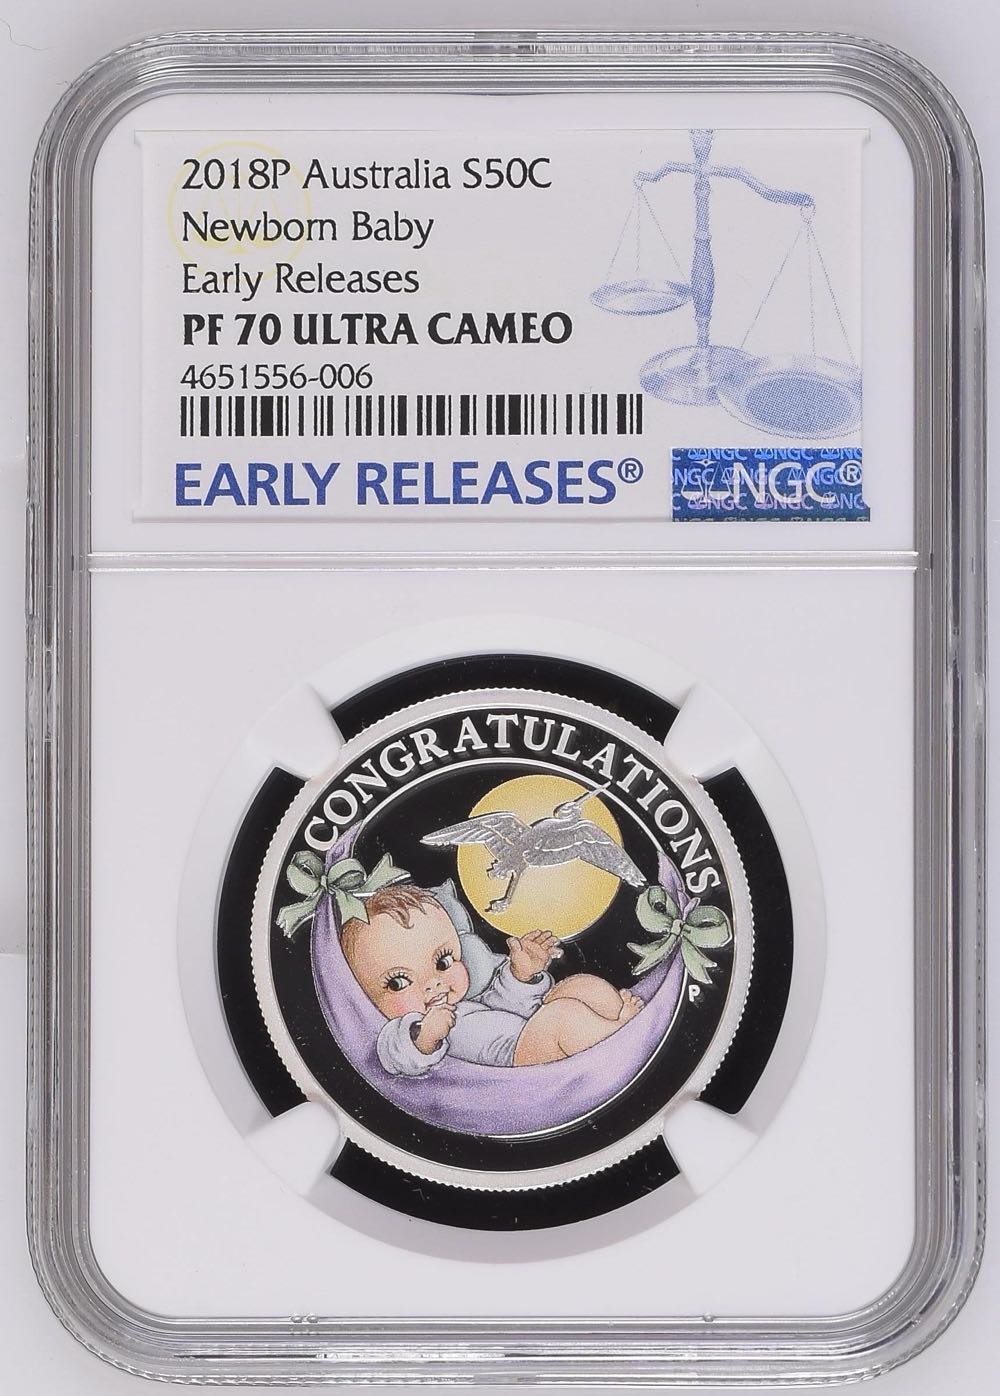 2018P Australia S50C
Newborn Baby
Early Releases
PF 70 ULTRA CAMEO
4651556-006
EARLY RELEASES®
NGC®
CONGRATULATIONS
P